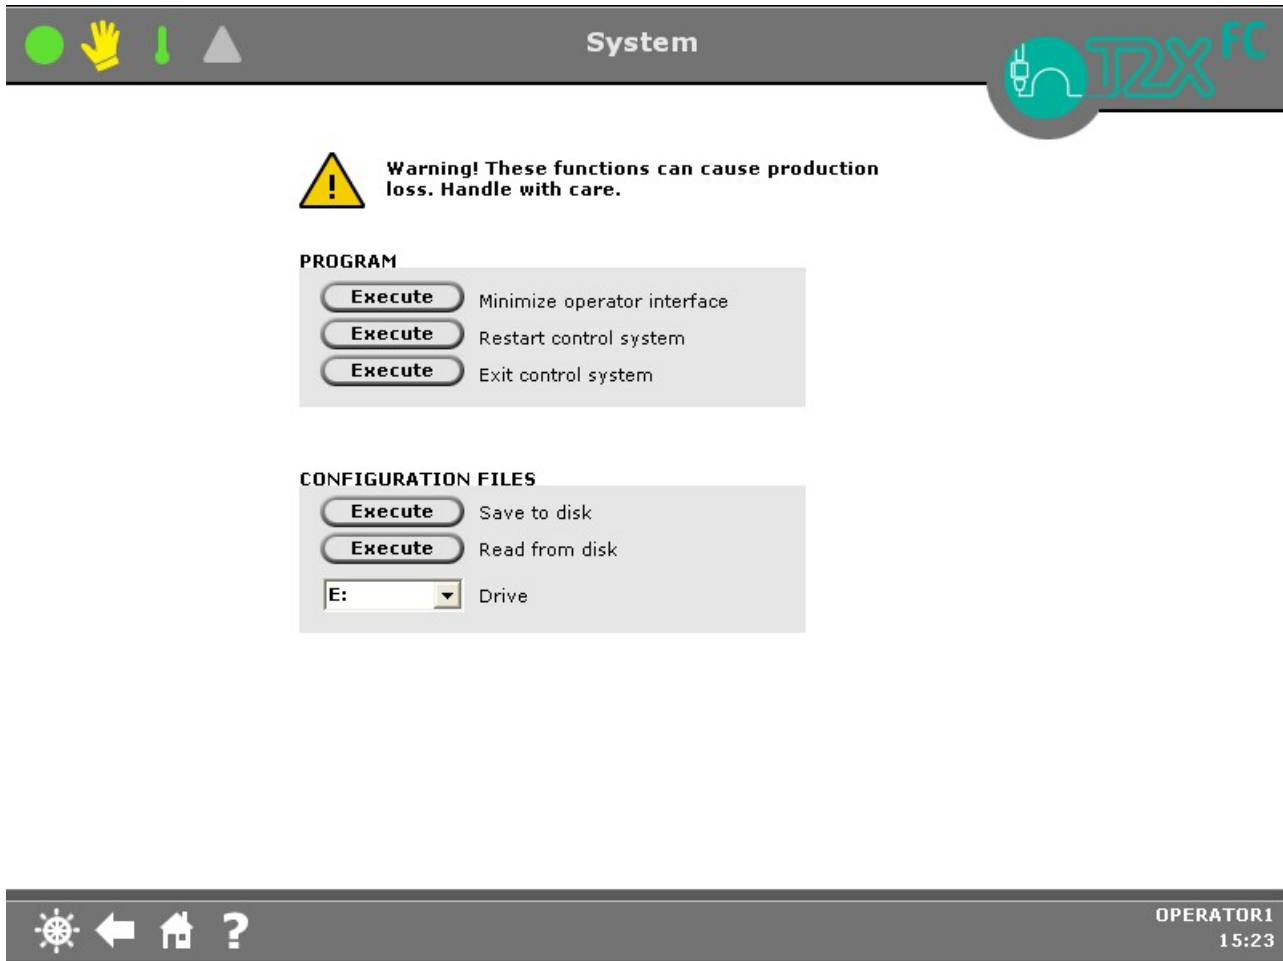 System
T2X FC
Warning! These functions can cause production
loss. Handle with care.
PROGRAM
Execute Minimize operator interface
Execute Restart control system
Execute Exit control system
CONFIGURATION FILES
Execute Save to disk
Execute Read from disk
E: Drive
?
OPERATOR1
15:23